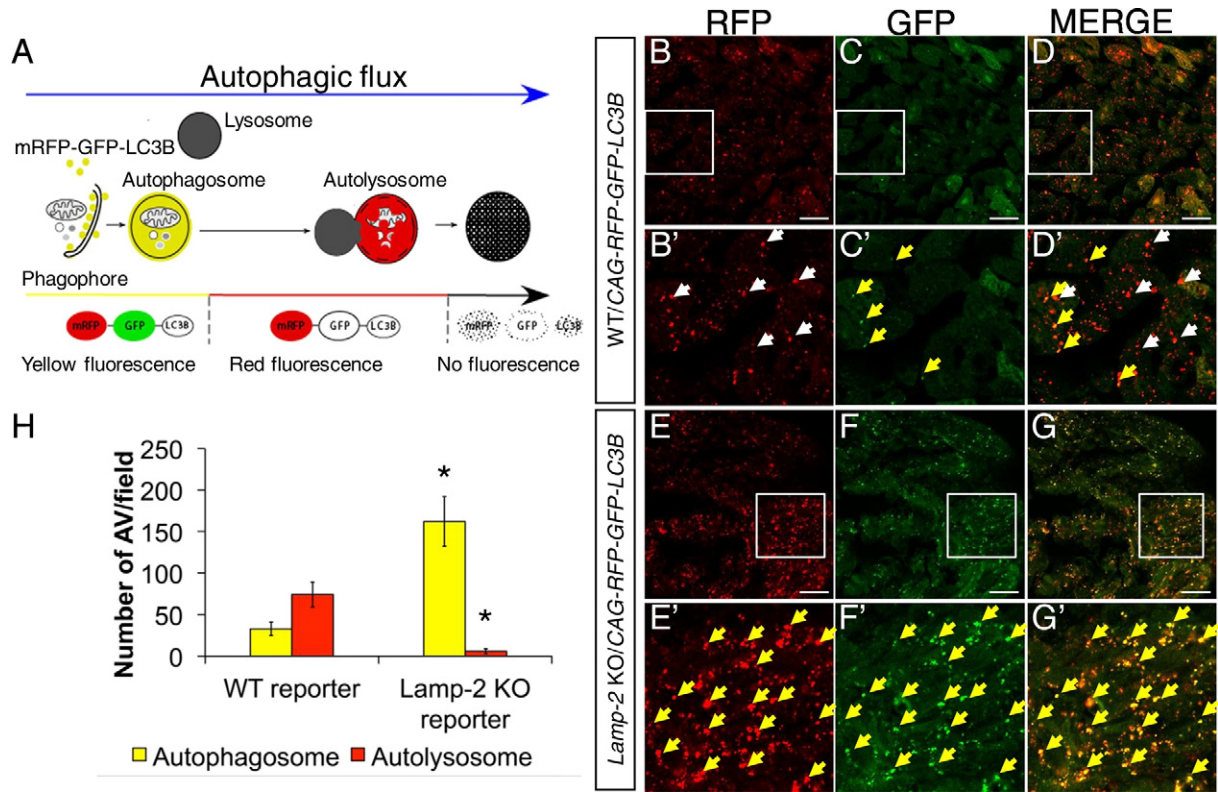 A
Autophagic flux
Lysosome
mRFP-GFP-LC3B
Autophagosome
Autolysosome
Phagophore
mRFP GFP LC3B
mRFP GFP LC3B
mRFP GFP LC3B
Yellow fluorescence
Red fluorescence
No fluorescence
H
Number of AV/field
250
200
150
100
50
0
*
*
WT reporter
Lamp-2 KO
reporter
Autophagosome
Autolysosome
RFP
GFP
MERGE
WT/CAG-RFP-GFP-LC3B
B
C
D
B'
C'
D'
Lamp-2 KO/CAG-RFP-GFP-LC3B
E
F
G
E'
F'
G'